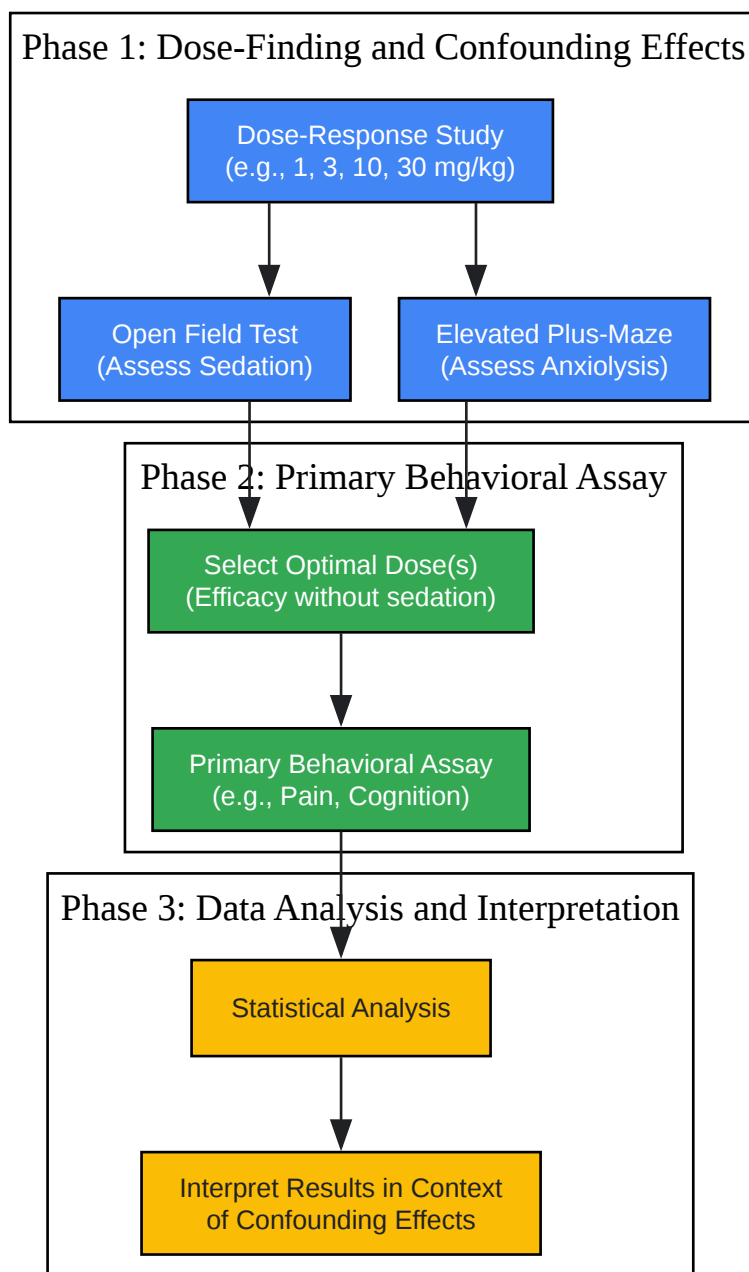 Phase 1: Dose-Finding and Confounding Effects
Dose-Response Study
(e.g., 1, 3, 10, 30 mg/kg)
Open Field Test
(Assess Sedation)
Elevated Plus-Maze
(Assess Anxiolysis)
Phase 2: Primary Behavioral Assay
Select Optimal Dose(s)
(Efficacy without sedation)
Primary Behavioral Assay
(e.g., Pain, Cognition)
Phase 3: Data Analysis and Interpretation
Statistical Analysis
Interpret Results in Context
of Confounding Effects